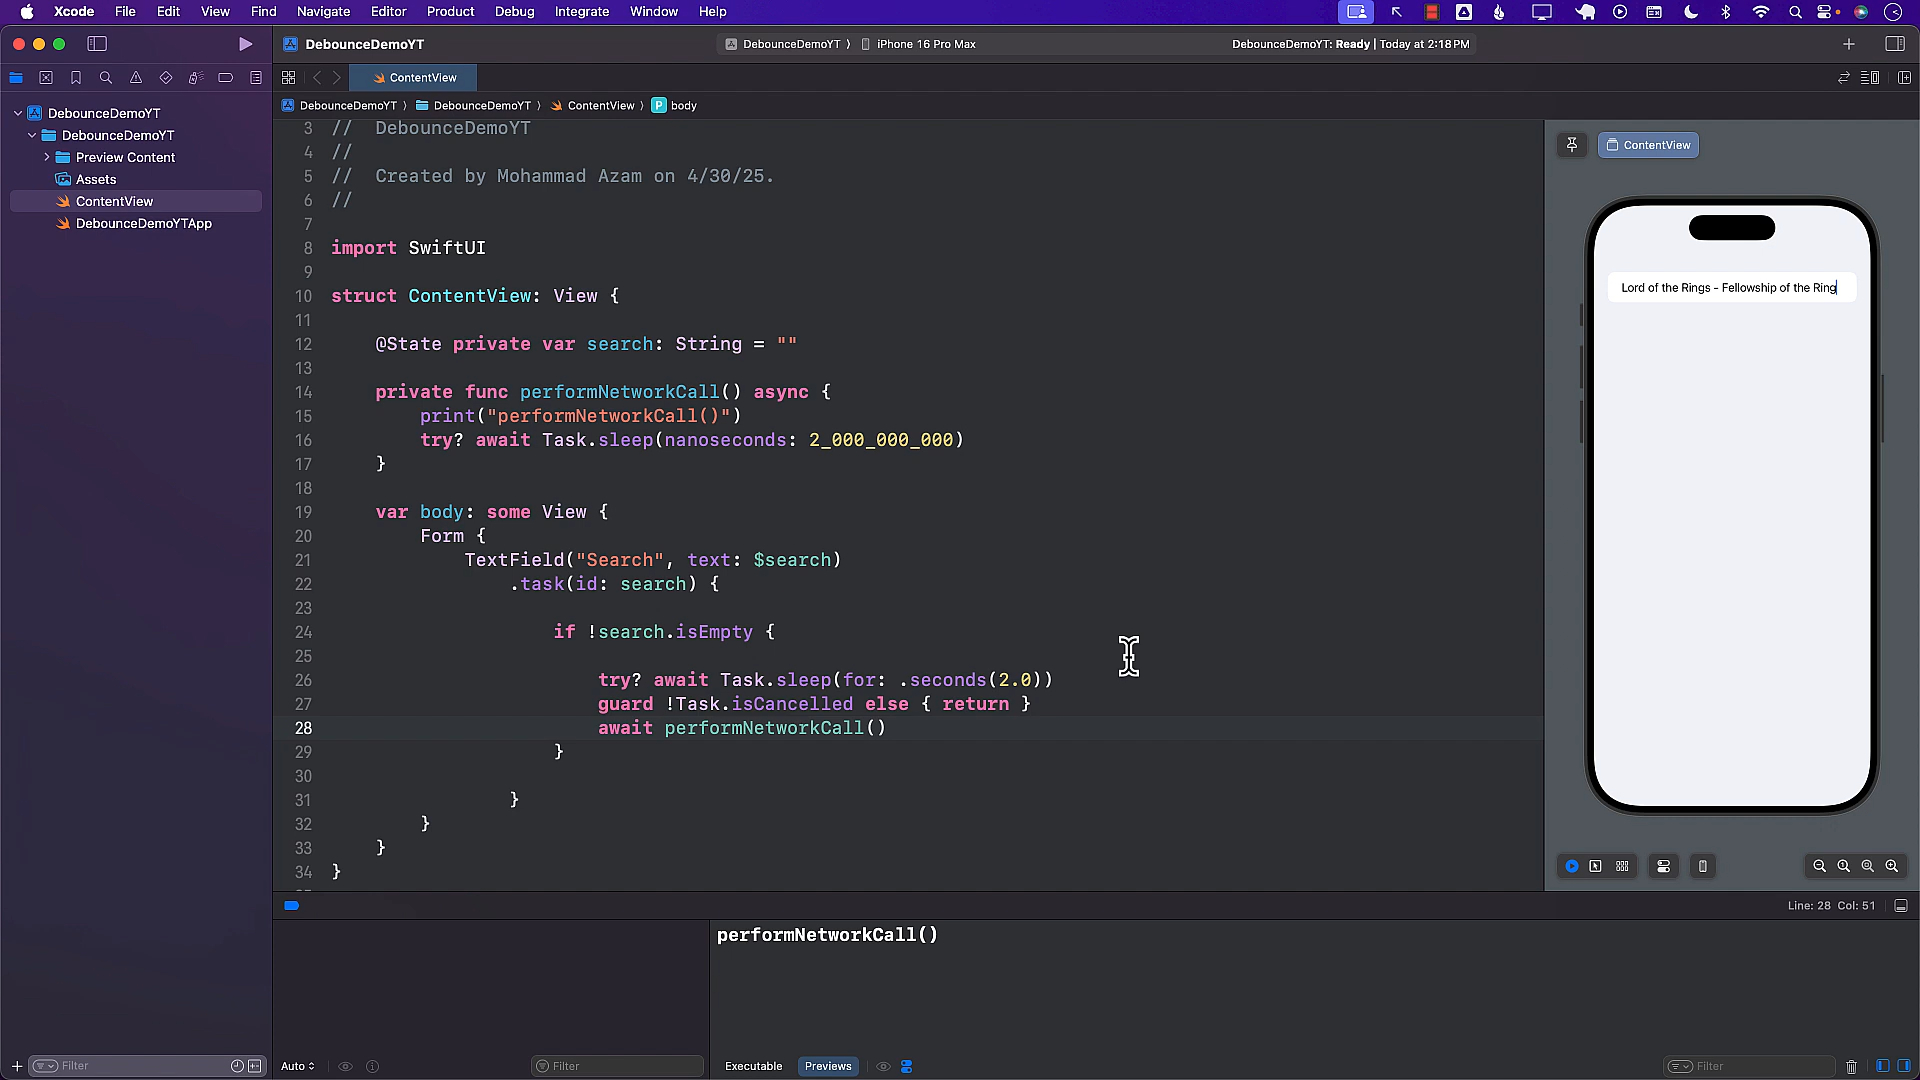 Xcode File Edit View Find Navigate Editor Product Debug Integrate Window Help
DebounceDemoYT
DebounceDemoYT ⟩ iPhone 16 Pro Max
DebounceDemoYT: Ready | Today at 2:18 PM
ContentView
DebounceDemoYT ⟩ DebounceDemoYT ⟩ ContentView ⟩ P body
DebounceDemoYT
DebounceDemoYT
Preview Content
Assets
ContentView
DebounceDemoYTApp
3 //  DebounceDemoYT
4 //
5 //  Created by Mohammad Azam on 4/30/25.
6 //
7
8 import SwiftUI
9
10 struct ContentView: View {
11
12     @State private var search: String = ""
13
14     private func performNetworkCall() async {
15         print("performNetworkCall()")
16         try? await Task.sleep(nanoseconds: 2_000_000_000)
17     }
18
19     var body: some View {
20         Form {
21             TextField("Search", text: $search)
22                 .task(id: search) {
23
24                     if !search.isEmpty {
25
26                         try? await Task.sleep(for: .seconds(2.0))
27                         guard !Task.isCancelled else { return }
28                         await performNetworkCall()
29                     }
30
31                 }
32         }
33     }
34 }
ContentView
Lord of the Rings - Fellowship of the Ring
Line: 28 Col: 51
performNetworkCall()
Filter
Auto
Filter
Executable Previews
Filter